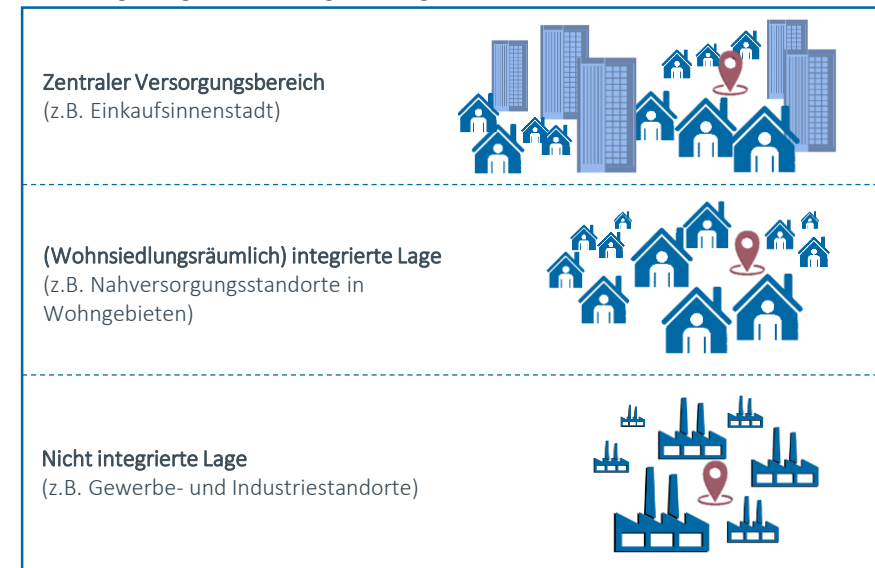 Zentraler Versorgungsbereich
(z.B. Einkaufsinnenstadt)
(Wohnsiedlungsräumlich) integrierte Lage
(z.B. Nahversorgungsstandorte in
Wohngebieten)
Nicht integrierte Lage
(z.B. Gewerbe- und Industriestandorte)